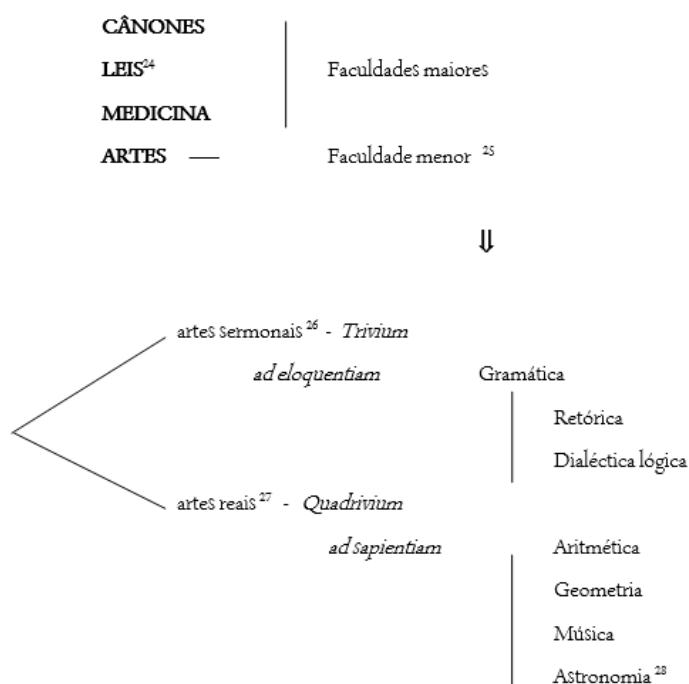 CÂNONES
LEIS24
Faculdades maiores
MEDICINA
ARTES — Faculdade menor 25
⇓
artes sermonais 26 - Trivium
ad eloquentiam Gramática
Retórica
Dialéctica lógica
artes reais 27 - Quadrivium
ad sapientiam Aritmética
Geometria
Música
Astronomia 28